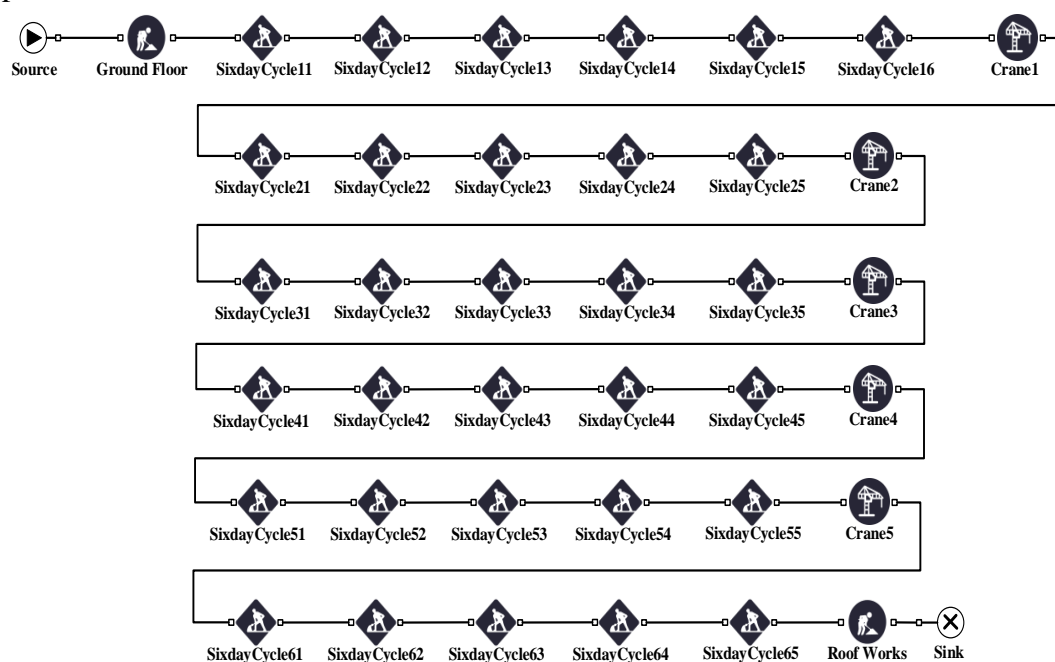 Source Ground Floor SixdayCycle11 SixdayCycle12 SixdayCycle13 SixdayCycle14 SixdayCycle15 SixdayCycle16 Crane1
SixdayCycle21 SixdayCycle22 SixdayCycle23 SixdayCycle24 SixdayCycle25 Crane2
SixdayCycle31 SixdayCycle32 SixdayCycle33 SixdayCycle34 SixdayCycle35 Crane3
SixdayCycle41 SixdayCycle42 SixdayCycle43 SixdayCycle44 SixdayCycle45 Crane4
SixdayCycle51 SixdayCycle52 SixdayCycle53 SixdayCycle54 SixdayCycle55 Crane5
SixdayCycle61 SixdayCycle62 SixdayCycle63 SixdayCycle64 SixdayCycle65 Roof Works Sink